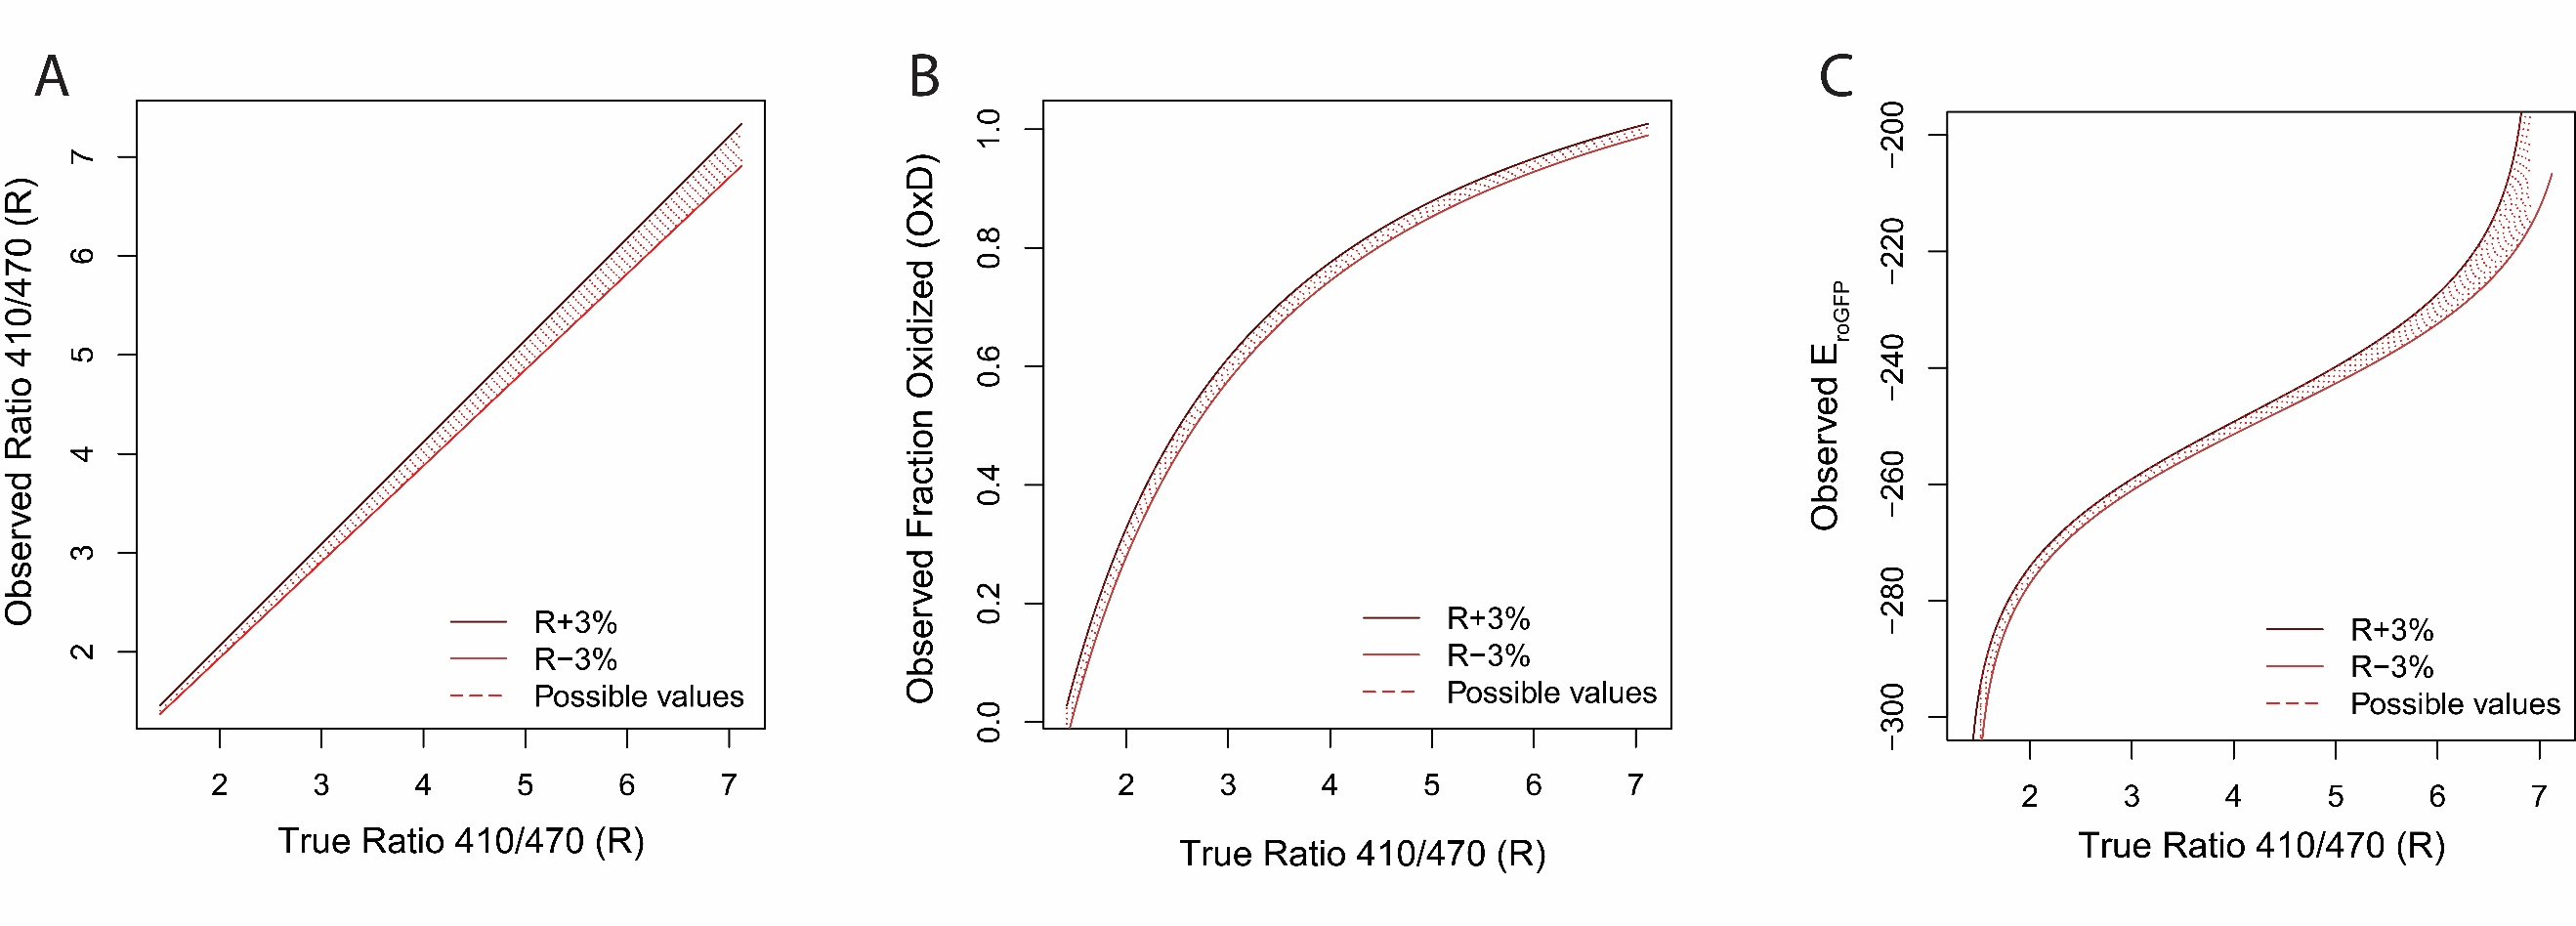 A
Observed Ratio 410/470 (R)
7
6
5
4
3
2
R+3%
R−3%
Possible values
2 3 4 5 6 7
True Ratio 410/470 (R)
B
Observed Fraction Oxidized (OxD)
1.0
0.8
0.6
0.4
0.2
0.0
R+3%
R−3%
Possible values
2 3 4 5 6 7
True Ratio 410/470 (R)
C
Observed EroGFP
−200
−220
−240
−260
−280
−300
R+3%
R−3%
Possible values
2 3 4 5 6 7
True Ratio 410/470 (R)